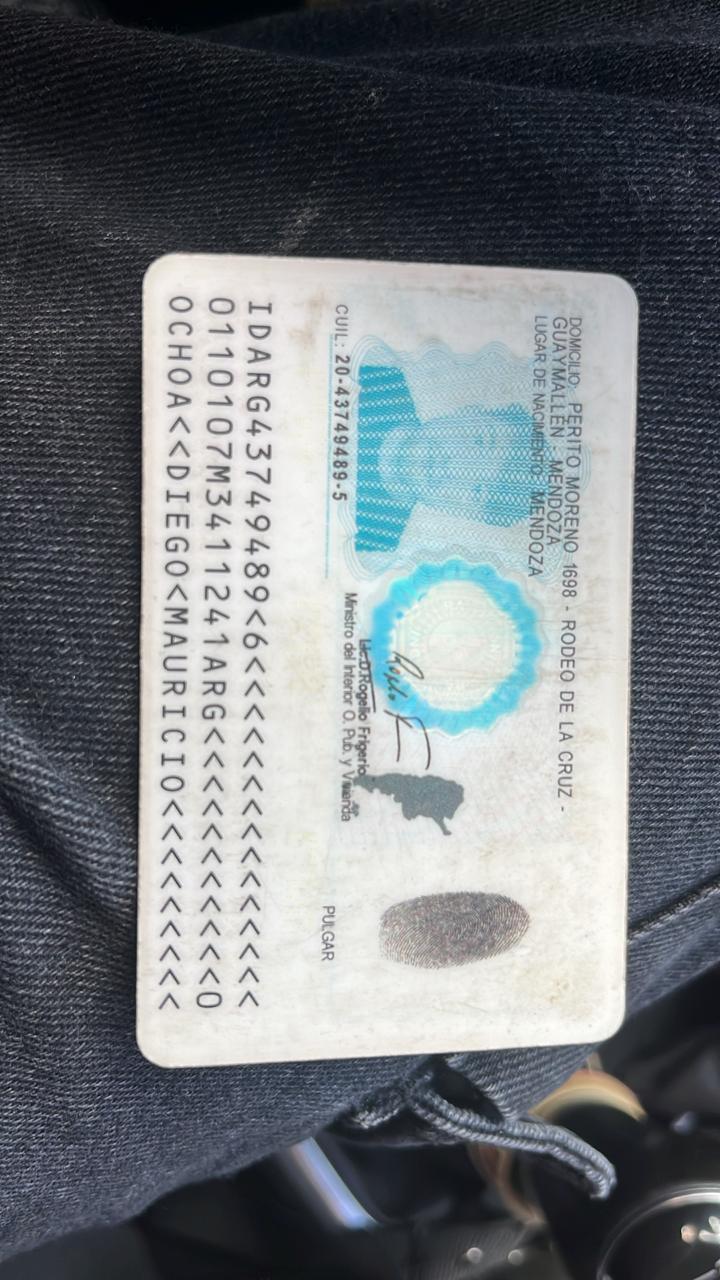 DOMICILIO: PERITO MORENO 1698 - RODEO DE LA CRUZ -
GUAYMALLÉN - MENDOZA
LUGAR DE NACIMIENTO: MENDOZA
CUIL: 20-43749489-5
Lic.D.Rogelio Frigerio
Ministro del Interior O. Pub. y Vivienda
PULGAR
IDARG43749489<6<<<<<<<<<<<<<<<
0110107M3411241ARG<<<<<<<<<<<0
OCHOA<<DIEGO<MAURICIO<<<<<<<<<